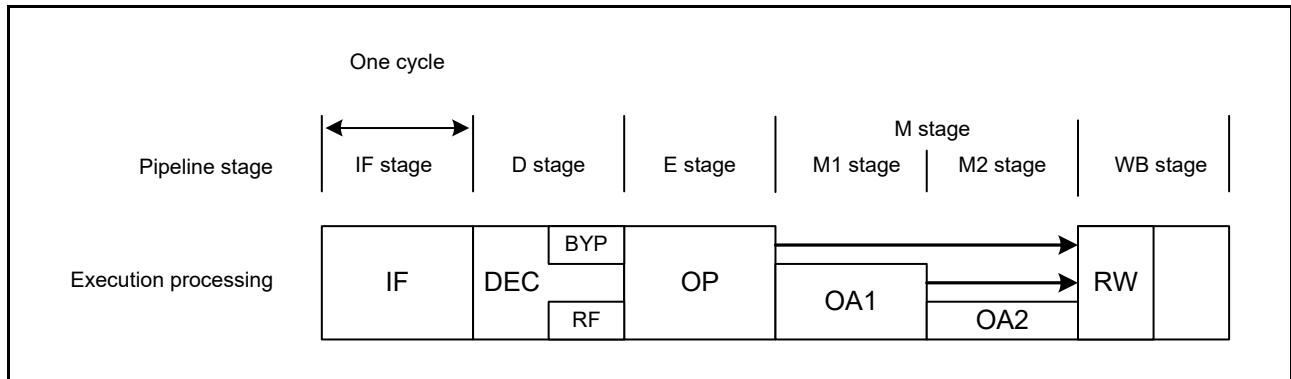 One cycle
M stage
Pipeline stage IF stage D stage E stage M1 stage M2 stage WB stage
BYP
Execution processing IF DEC OP OA1 RW
RF OA2